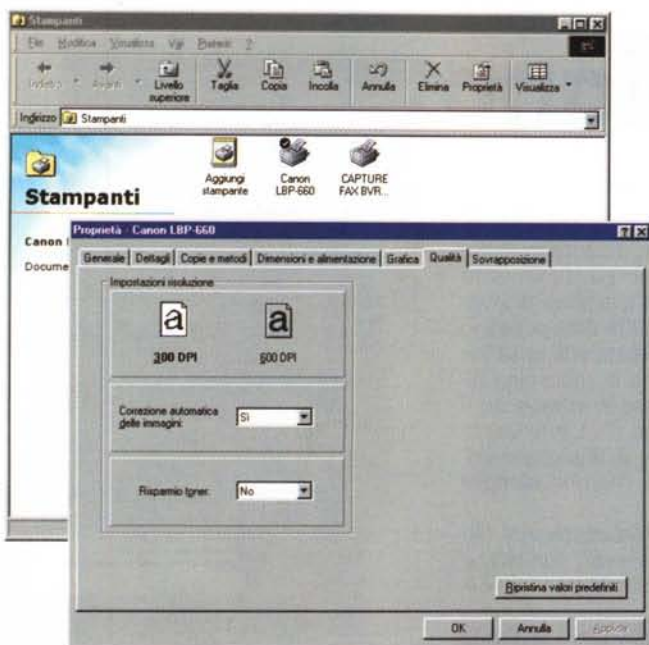 Stampanti
File Modifica Visualizza Vai Preferiti ?
Indietro Avanti Livello superiore Taglia Copia Incolla Annulla Elimina Proprietà Visualizza
Indirizzo Stampanti
Stampanti
Aggiungi stampante
Canon LBP-660
CAPTURE FAX BVR...
Canon
Docume
Proprietà - Canon LBP-660
Generale Dettagli Copie e metodi Dimensioni e alimentazione Grafica Qualità Sovrapposizione
Impostazioni risoluzione
a a
300 DPI 600 DPI
Correzione automatica delle immagini: Sì
Risparmio toner: No
Ripristina valori predefiniti
OK Annulla Applica